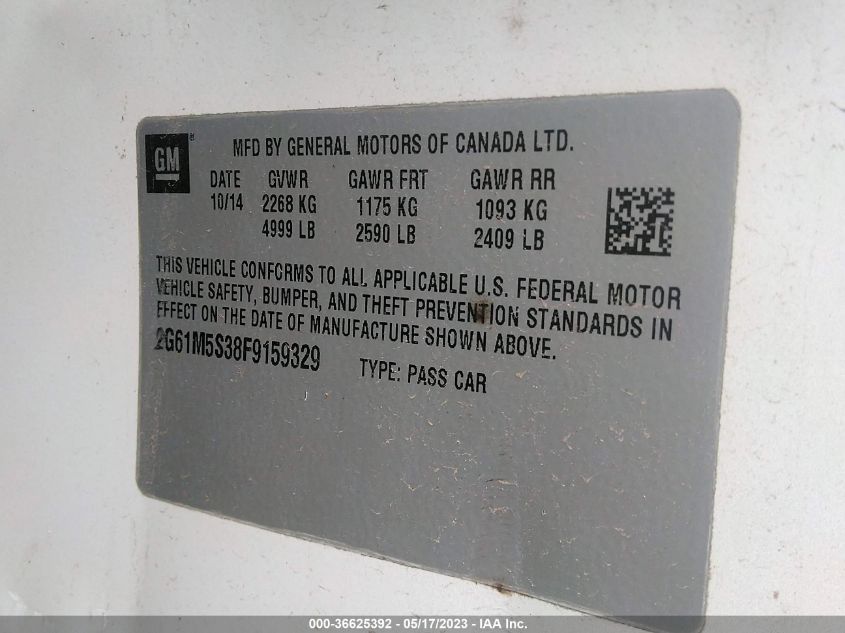 GM ®
MFD BY GENERAL MOTORS OF CANADA LTD.
DATE GVWR GAWR FRT GAWR RR
10/14 2268 KG 1175 KG 1093 KG
4999 LB 2590 LB 2409 LB
THIS VEHICLE CONFORMS TO ALL APPLICABLE U.S. FEDERAL MOTOR
VEHICLE SAFETY, BUMPER, AND THEFT PREVENTION STANDARDS IN
EFFECT ON THE DATE OF MANUFACTURE SHOWN ABOVE.
2G61M5S38F9159329 TYPE: PASS CAR
000-36625392 - 05/17/2023 - IAA Inc.